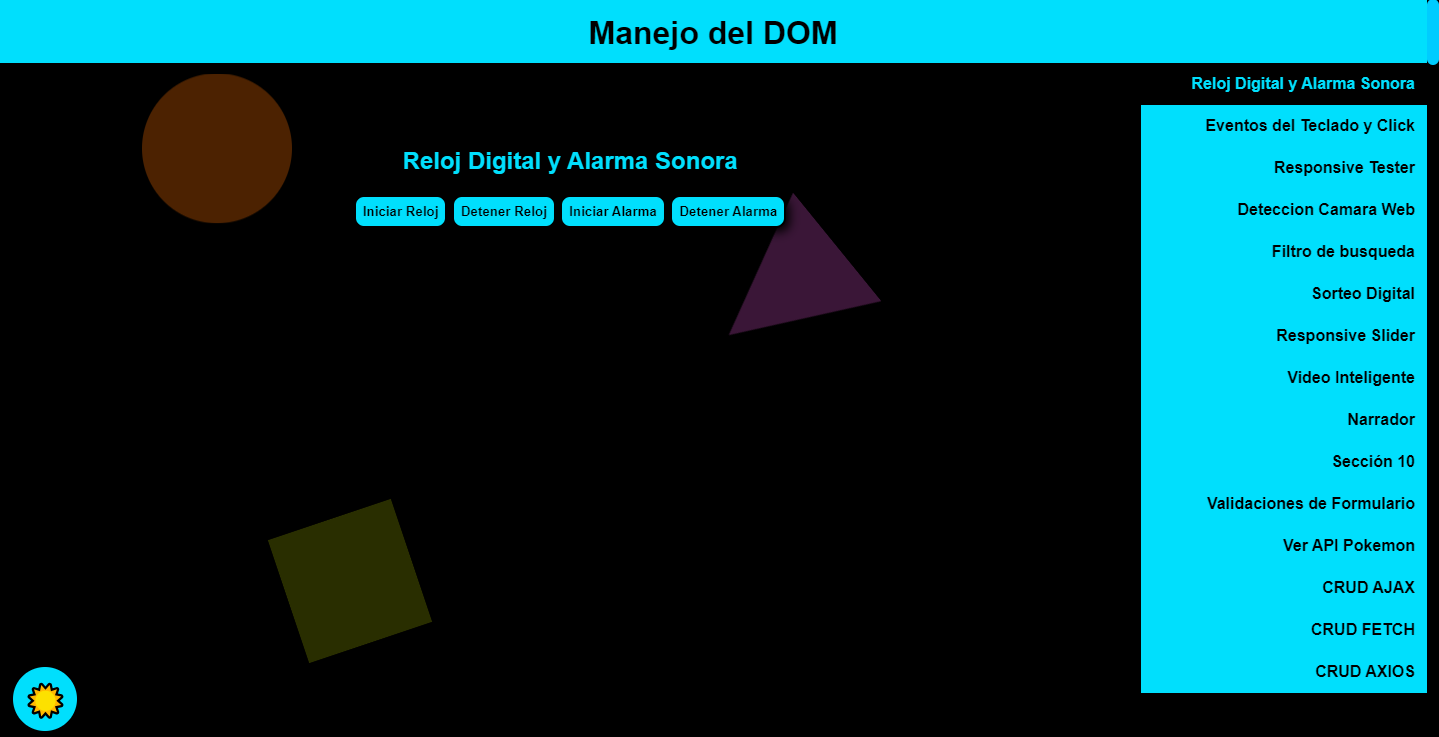 Manejo del DOM
Reloj Digital y Alarma Sonora
Iniciar Reloj Detener Reloj Iniciar Alarma Detener Alarma
Reloj Digital y Alarma Sonora
Eventos del Teclado y Click
Responsive Tester
Deteccion Camara Web
Filtro de busqueda
Sorteo Digital
Responsive Slider
Video Inteligente
Narrador
Sección 10
Validaciones de Formulario
Ver API Pokemon
CRUD AJAX
CRUD FETCH
CRUD AXIOS